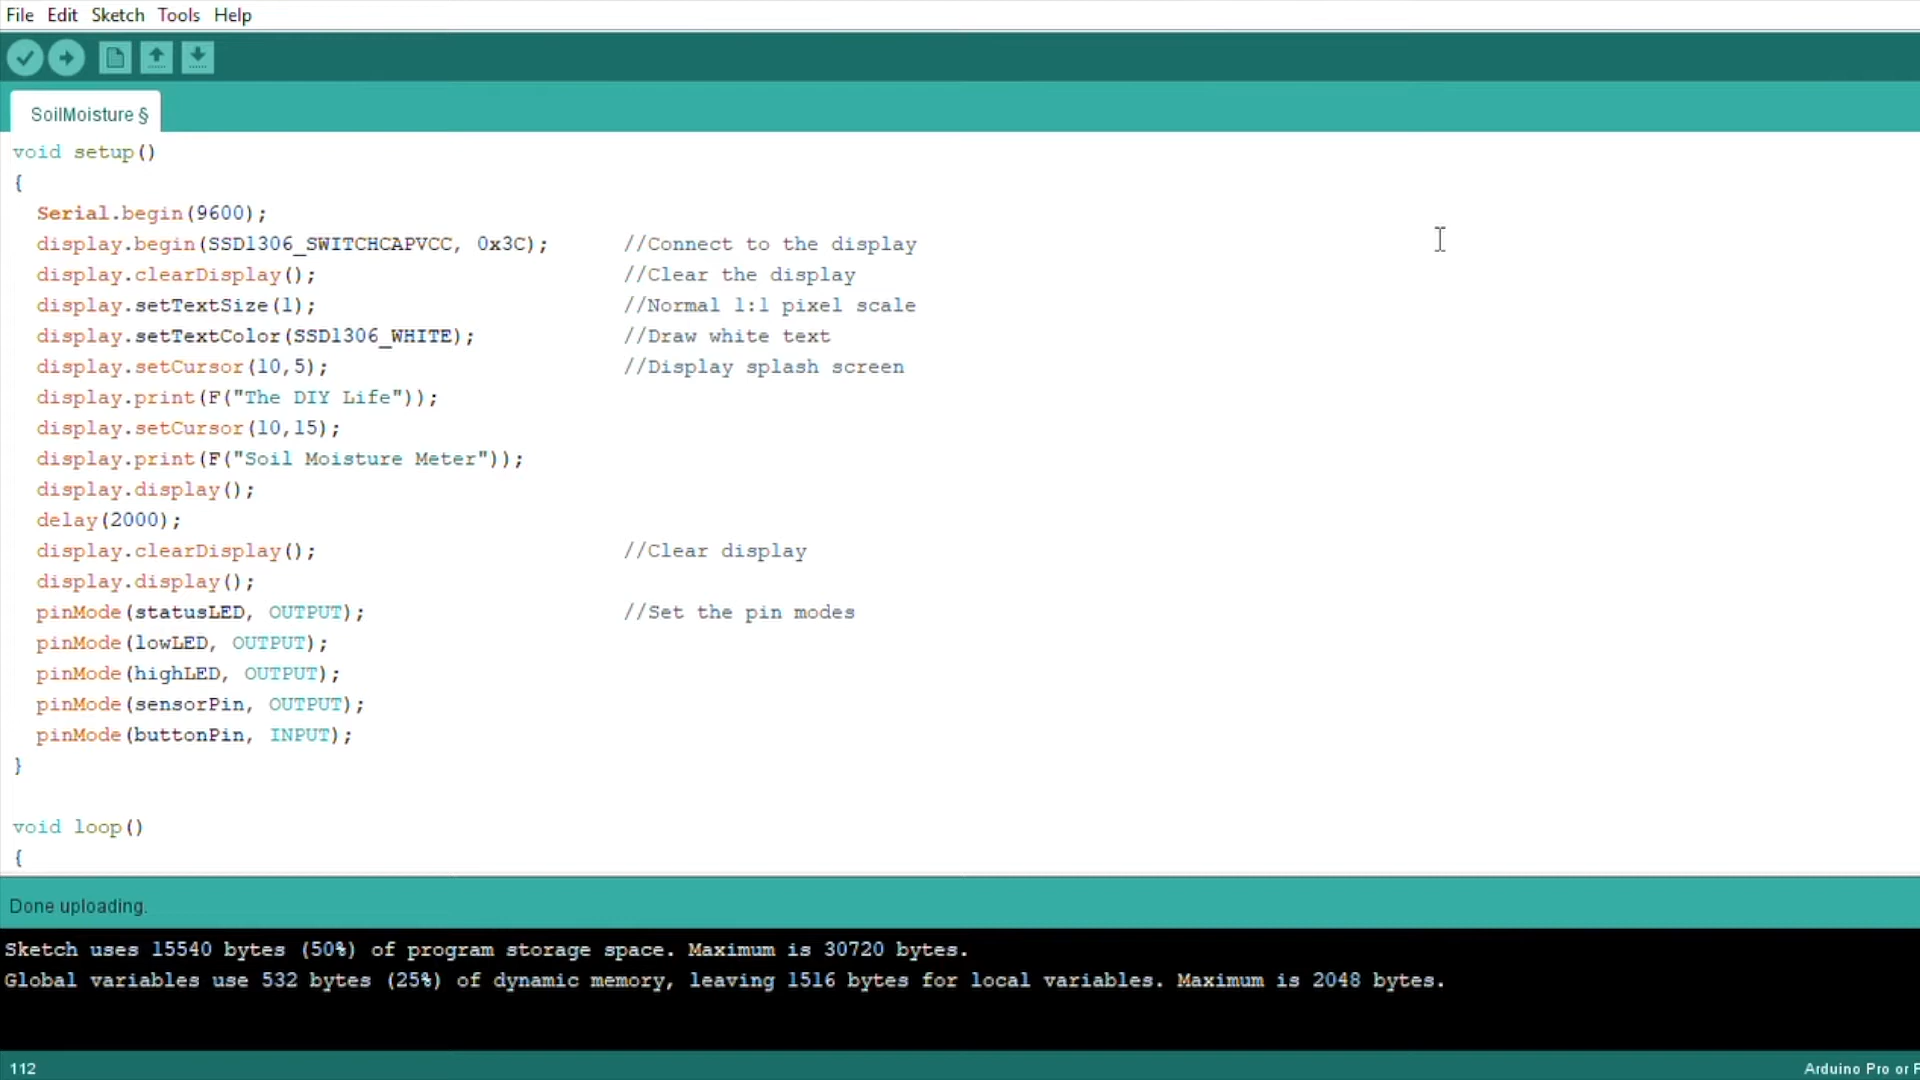 File Edit Sketch Tools Help
SoilMoisture §
void setup()
{
Serial.begin(9600);
display.begin(SSD1306_SWITCHCAPVCC, 0x3C); //Connect to the display
display.clearDisplay(); //Clear the display
display.setTextSize(1); //Normal 1:1 pixel scale
display.setTextColor(SSD1306_WHITE); //Draw white text
display.setCursor(10,5); //Display splash screen
display.print(F("The DIY Life"));
display.setCursor(10,15);
display.print(F("Soil Moisture Meter"));
display.display();
delay(2000);
display.clearDisplay(); //Clear display
display.display();
pinMode(statusLED, OUTPUT); //Set the pin modes
pinMode(lowLED, OUTPUT);
pinMode(highLED, OUTPUT);
pinMode(sensorPin, OUTPUT);
pinMode(buttonPin, INPUT);
}
void loop()
{
Done uploading.
Sketch uses 15540 bytes (50%) of program storage space. Maximum is 30720 bytes.
Global variables use 532 bytes (25%) of dynamic memory, leaving 1516 bytes for local variables. Maximum is 2048 bytes.
112 Arduino Pro or